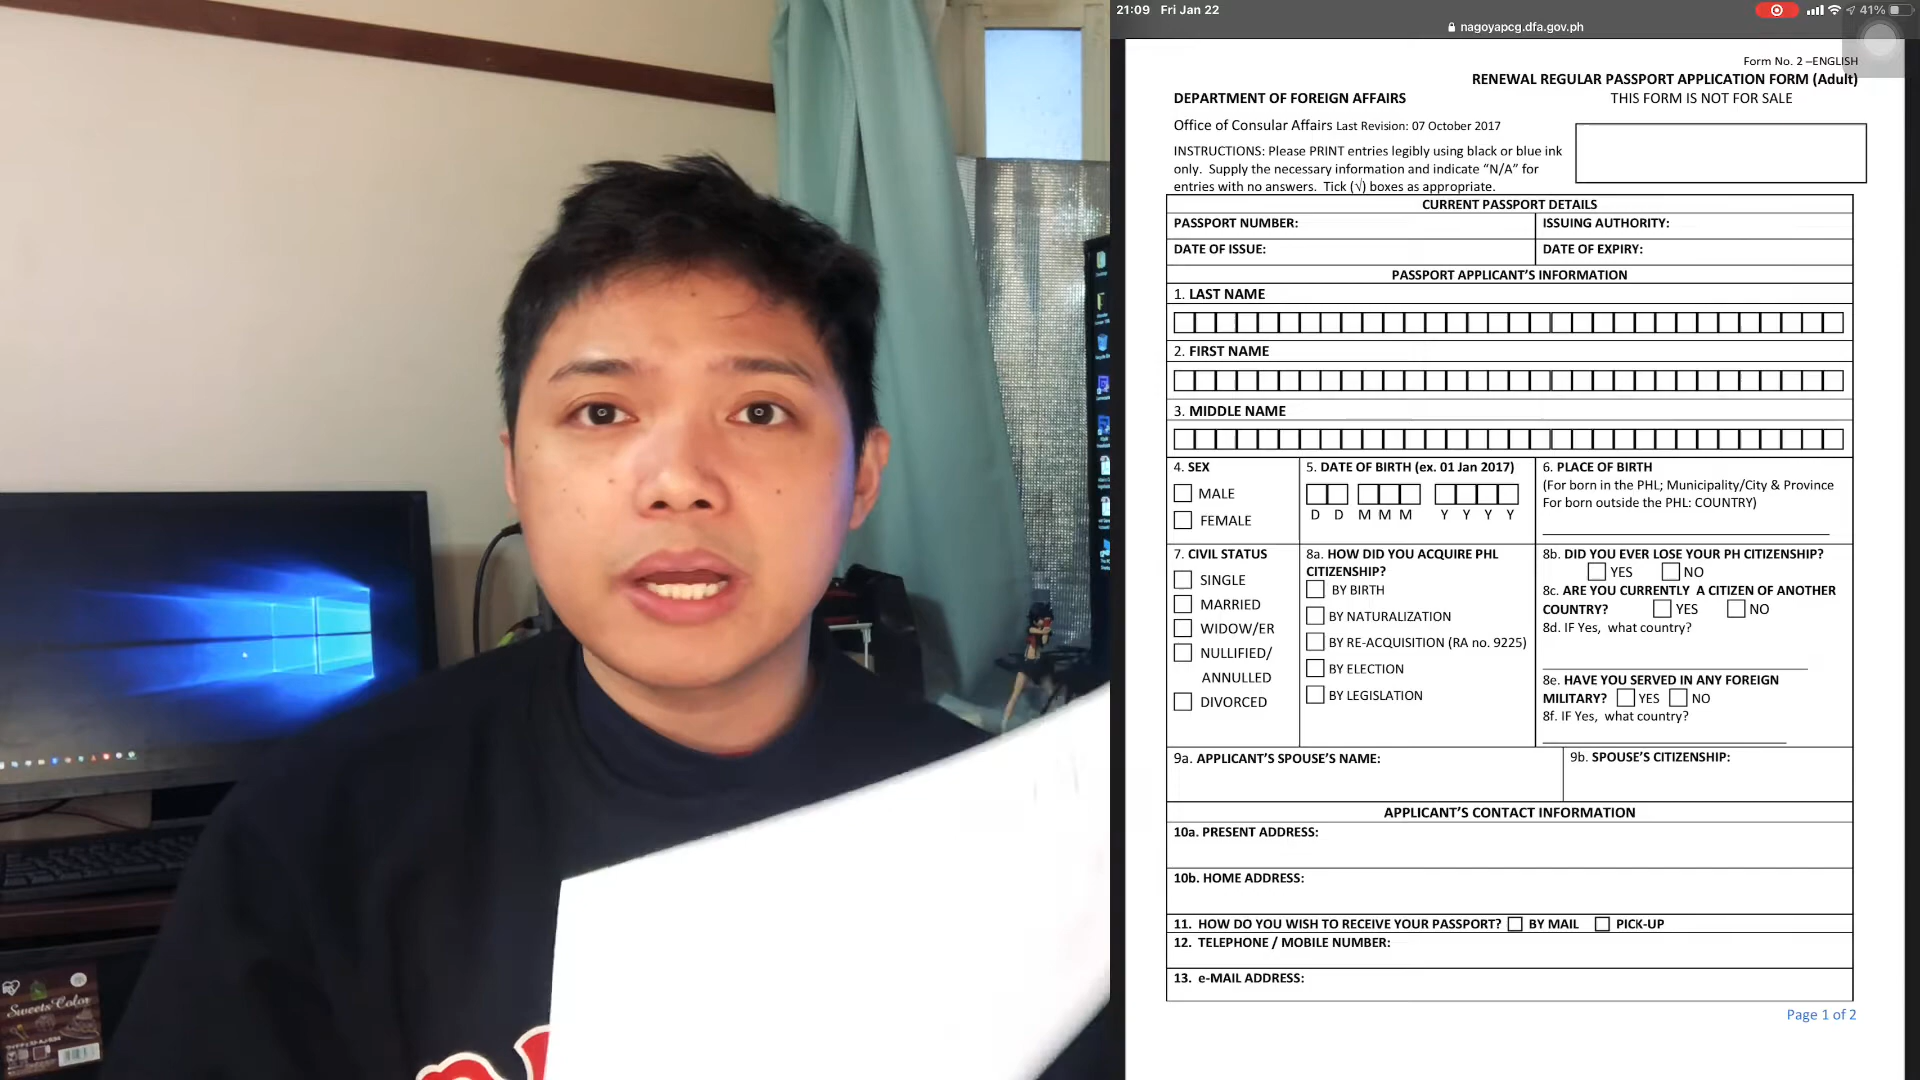 21:09 Fri Jan 22
41%
nagoyapcg.dfa.gov.ph
Form No. 2 –ENGLISH
RENEWAL REGULAR PASSPORT APPLICATION FORM (Adult)
DEPARTMENT OF FOREIGN AFFAIRS
THIS FORM IS NOT FOR SALE
Office of Consular Affairs Last Revision: 07 October 2017
INSTRUCTIONS: Please PRINT entries legibly using black or blue ink
only. Supply the necessary information and indicate “N/A” for
entries with no answers. Tick (√) boxes as appropriate.
CURRENT PASSPORT DETAILS
PASSPORT NUMBER:
ISSUING AUTHORITY:
DATE OF ISSUE:
DATE OF EXPIRY:
PASSPORT APPLICANT’S INFORMATION
1. LAST NAME
2. FIRST NAME
3. MIDDLE NAME
4. SEX
MALE
FEMALE
5. DATE OF BIRTH (ex. 01 Jan 2017)
D D M M M Y Y Y Y
6. PLACE OF BIRTH
(For born in the PHL; Municipality/City & Province
For born outside the PHL: COUNTRY)
7. CIVIL STATUS
SINGLE
MARRIED
WIDOW/ER
NULLIFIED/
ANNULLED
DIVORCED
8a. HOW DID YOU ACQUIRE PHL
CITIZENSHIP?
BY BIRTH
BY NATURALIZATION
BY RE-ACQUISITION (RA no. 9225)
BY ELECTION
BY LEGISLATION
8b. DID YOU EVER LOSE YOUR PH CITIZENSHIP?
YES NO
8c. ARE YOU CURRENTLY A CITIZEN OF ANOTHER
COUNTRY? YES NO
8d. IF Yes, what country?
8e. HAVE YOU SERVED IN ANY FOREIGN
MILITARY? YES NO
8f. IF Yes, what country?
9a. APPLICANT’S SPOUSE’S NAME:
9b. SPOUSE’S CITIZENSHIP:
APPLICANT’S CONTACT INFORMATION
10a. PRESENT ADDRESS:
10b. HOME ADDRESS:
11. HOW DO YOU WISH TO RECEIVE YOUR PASSPORT? BY MAIL PICK-UP
12. TELEPHONE / MOBILE NUMBER:
13. e-MAIL ADDRESS:
Page 1 of 2
Sweets Color